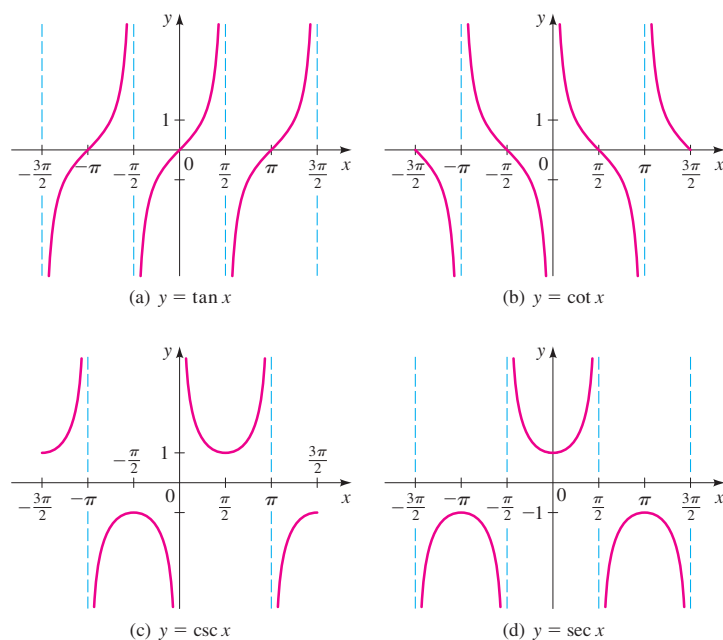 y
1
-3π/2 -π -π/2 0 π/2 π 3π/2 x
(a) y = tan x
y
1
-3π/2 -π -π/2 0 π/2 π 3π/2 x
(b) y = cot x
y
1
-3π/2 -π -π/2 0 π/2 π 3π/2 x
(c) y = csc x
y
-3π/2 -π -π/2 0 π/2 π 3π/2 x
-1
(d) y = sec x